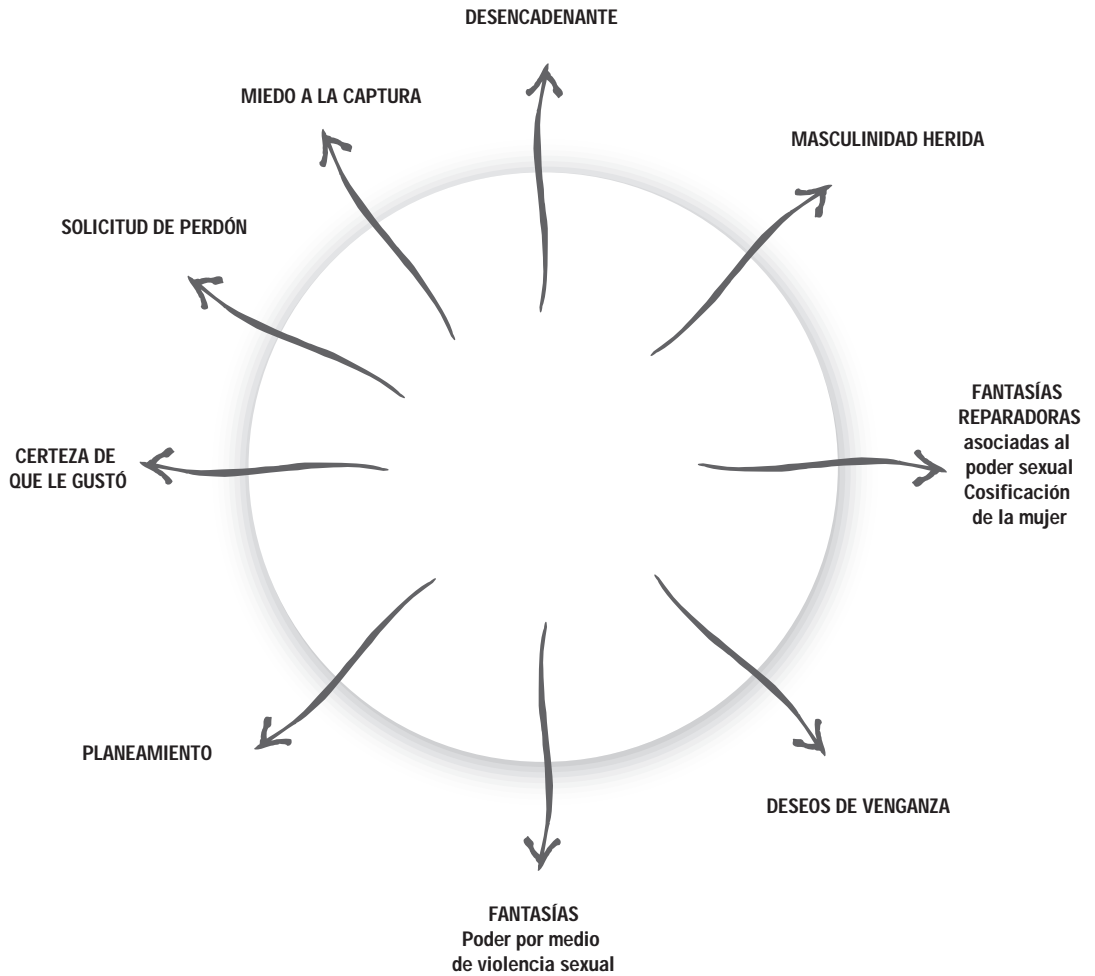 DESENCADENANTE
MASCULINIDAD HERIDA
FANTASÍAS
REPARADORAS
asociadas al
poder sexual
Cosificación
de la mujer
DESEOS DE VENGANZA
FANTASÍAS
Poder por medio
de violencia sexual
PLANEAMIENTO
CERTEZA DE
QUE LE GUSTÓ
SOLICITUD DE PERDÓN
MIEDO A LA CAPTURA